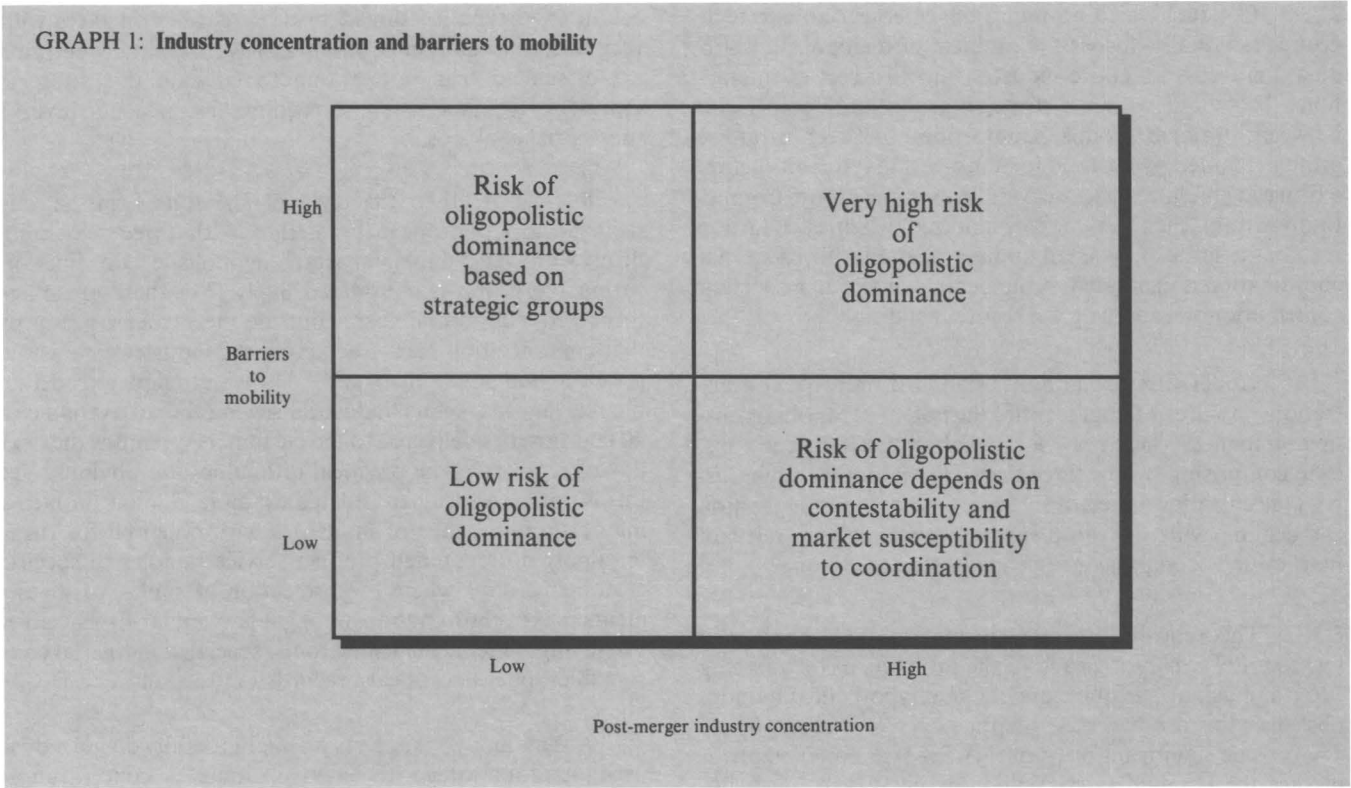 GRAPH 1: Industry concentration and barriers to mobility
High
Risk of
oligopolistic
dominance
based on
strategic groups
Very high risk
of
oligopolistic
dominance
Barriers
to
mobility
Low
Low risk of
oligopolistic
dominance
Risk of oligopolistic
dominance depends on
contestability and
market susceptibility
to coordination
Low
High
Post-merger industry concentration